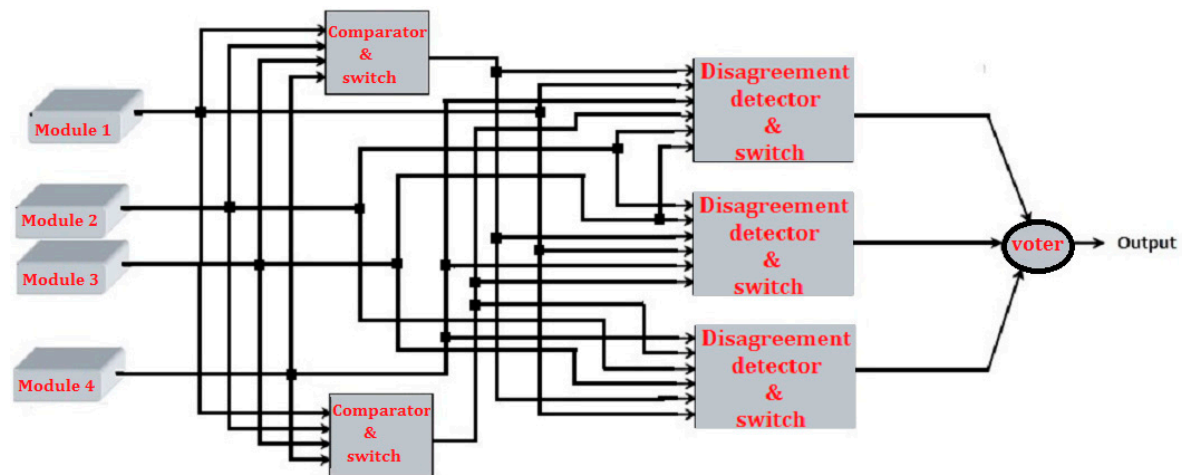 Comparator
&
switch
Module 1
Module 2
Module 3
Module 4
Comparator
&
switch
Disagreement
detector
&
switch
Disagreement
detector
&
switch
Disagreement
detector
&
switch
voter
Output